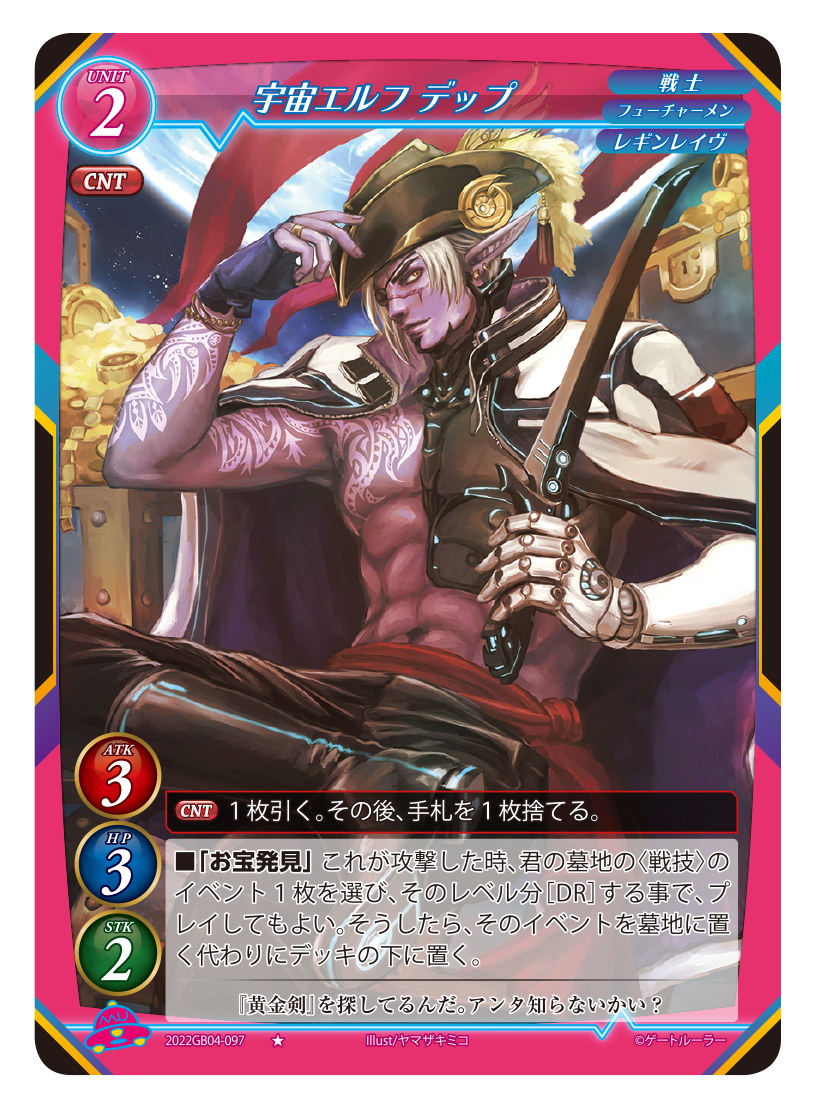 UNIT
2
宇宙エルフ デップ
戦士
フューチャーメン
レギンレイヴ
CNT
ATK
3
HP
3
STK
2
CNT 1枚引く。その後、手札を1枚捨てる。
■「お宝発見」 これが攻撃した時、君の墓地の〈戦技〉の
イベント1枚を選び、そのレベル分[DR]する事で、プ
レイしてもよい。そうしたら、そのイベントを墓地に置
く代わりにデッキの下に置く。
『黄金剣』を探してるんだ。アンタ知らないかい?
2022GB04-097 ★ Illust/ヤマザキミコ ©ゲートルーラー